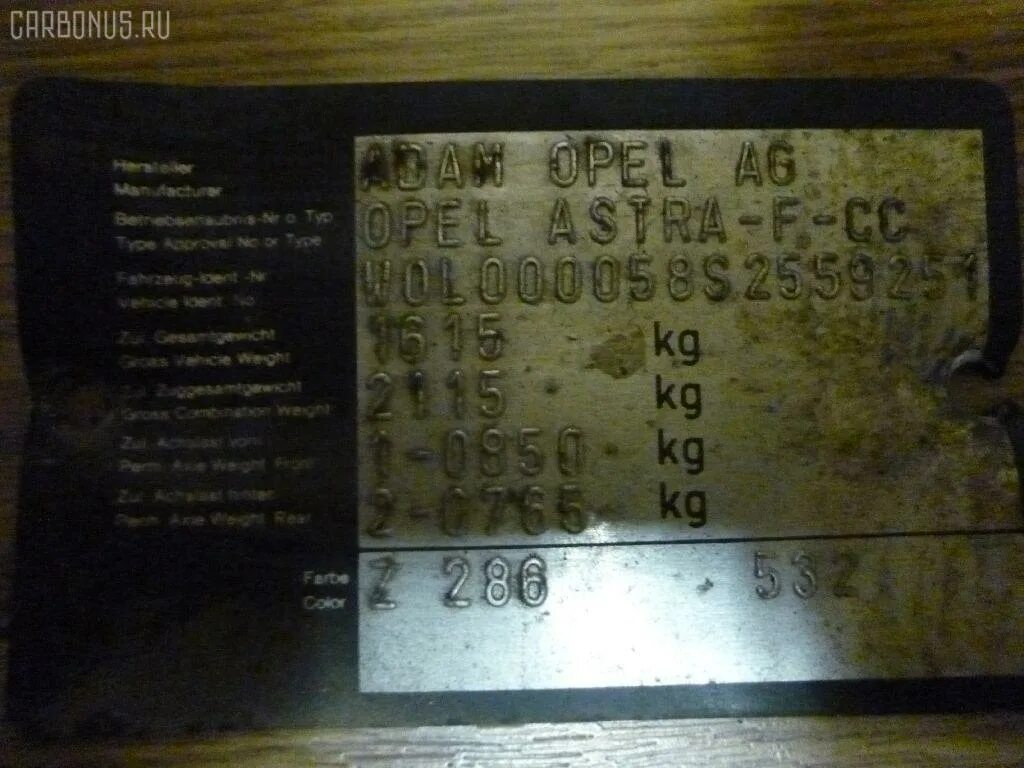 CARBONUS.RU
Hersteller
Manufacturer
ADAM OPEL AG
Betriebserlaubnis-Nr o. Typ
Type Approval No or Type
OPEL ASTRA-F-CC
Fahrzeug-Ident.-Nr
Vehicle Ident. No
W0L000058S2559251
Zul. Gesamtgewicht
Gross Vehicle Weight
1615 kg
Zul. Zuggesamtgewicht
Gross Combination Weight
2115 kg
Zul. Achslast vorn
Perm. Axle Weight Front
1-0850 kg
Zul. Achslast hinten
Perm. Axle Weight Rear
2-0765 kg
Farbe
Color
Z 286 532